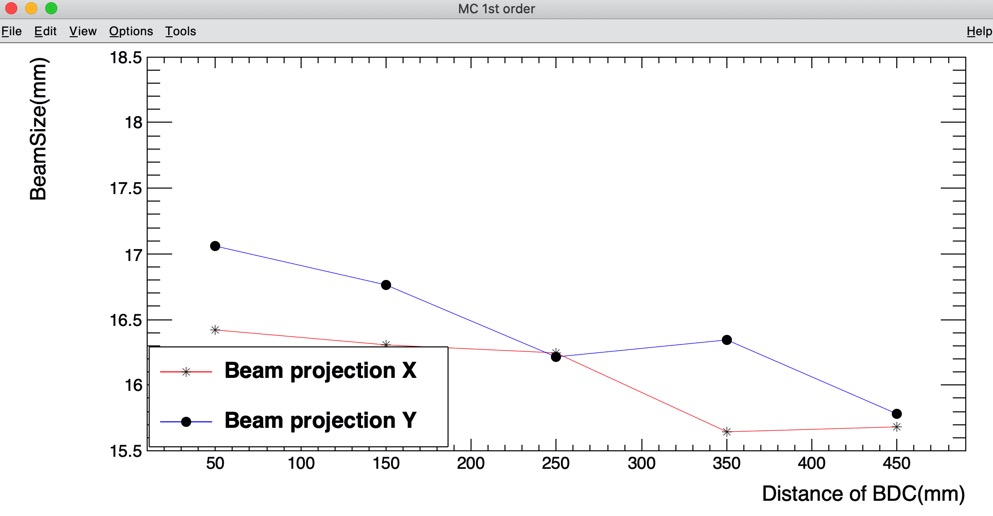 MC 1st order
File Edit View Options Tools Help
BeamSize(mm)
18.5
18
17.5
17
16.5
16
15.5
Beam projection X
Beam projection Y
50 100 150 200 250 300 350 400 450
Distance of BDC(mm)